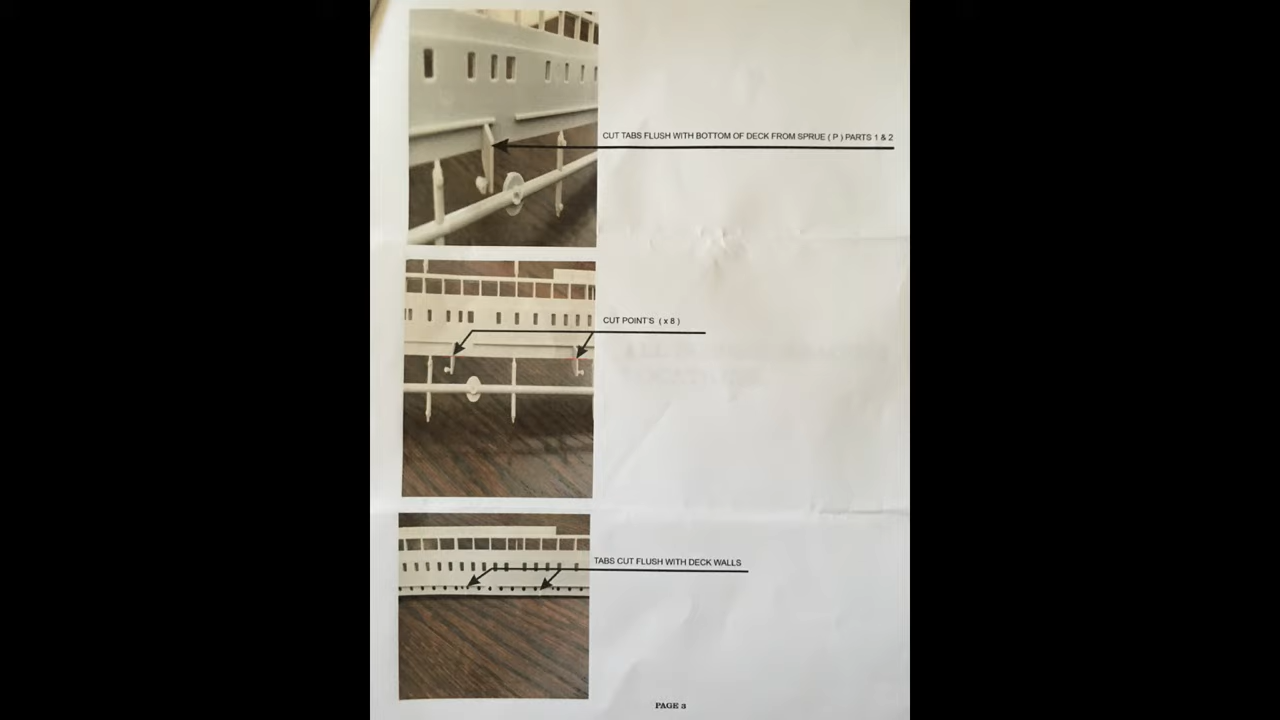 CUT TABS FLUSH WITH BOTTOM OF DECK FROM SPRUE ( P ) PARTS 1 & 2
CUT POINT'S ( x 8 )
TABS CUT FLUSH WITH DECK WALLS
PAGE 3